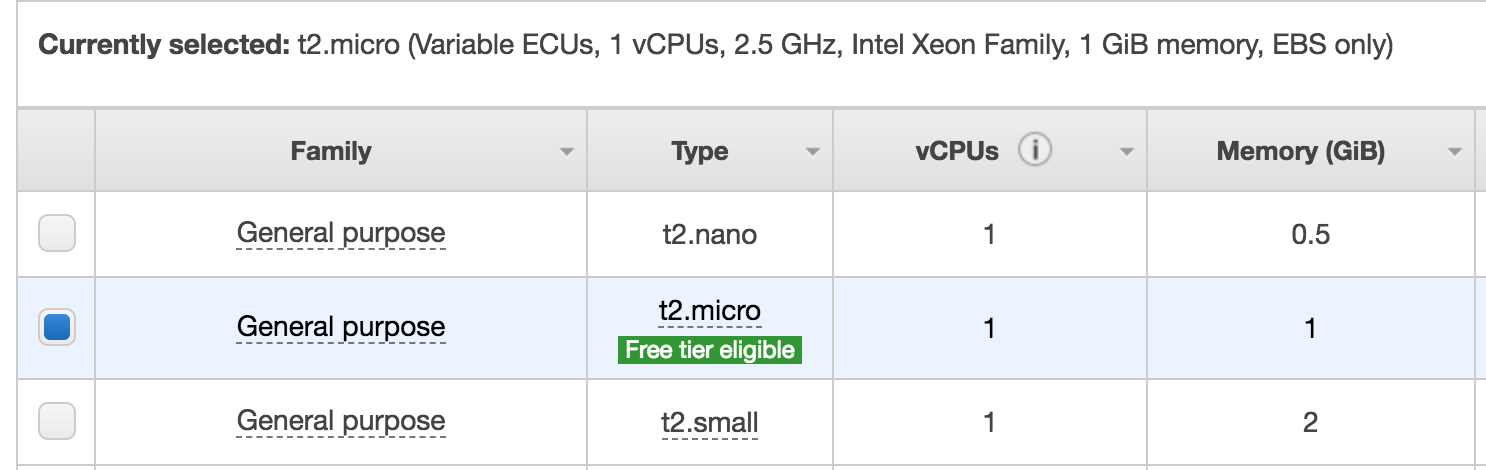 Currently selected: t2.micro (Variable ECUs, 1 vCPUs, 2.5 GHz, Intel Xeon Family, 1 GiB memory, EBS only)
Family Type vCPUs i Memory (GiB)
General purpose t2.nano 1 0.5
General purpose t2.micro 1 1
Free tier eligible
General purpose t2.small 1 2